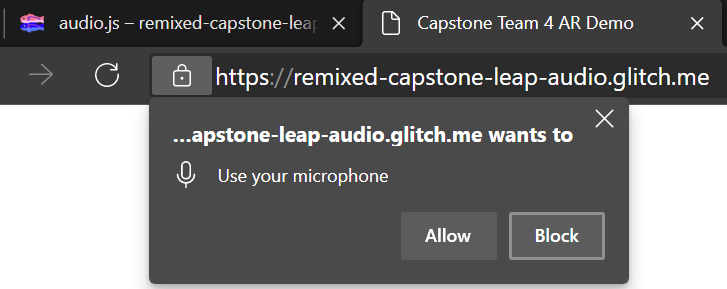 audio.js – remixed-capstone-leap
Capstone Team 4 AR Demo
https://remixed-capstone-leap-audio.glitch.me
...apstone-leap-audio.glitch.me wants to
Use your microphone
Allow
Block